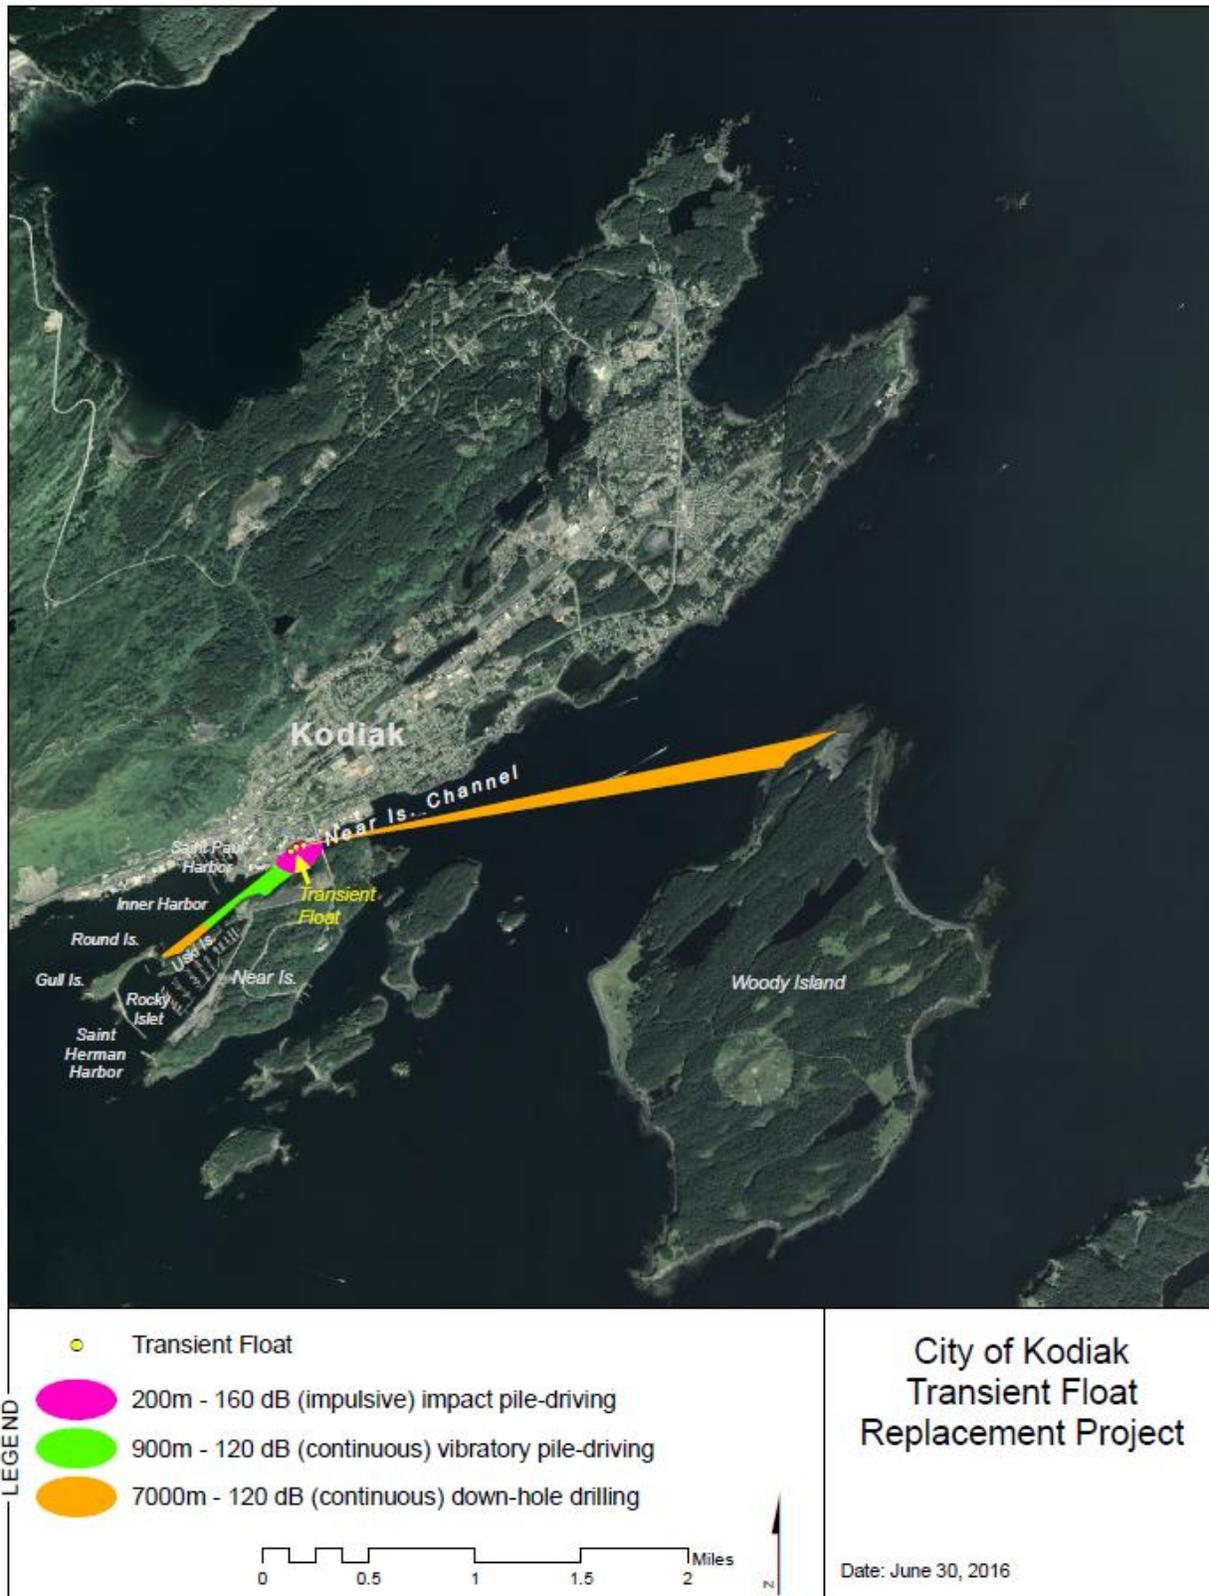 Kodiak
Near Is. Channel
Saint Paul
Harbor
Transient
Float
Inner Harbor
Round Is.
Uski Is.
Gull Is.
Near Is.
Rocky
Islet
Woody Island
Saint
Herman
Harbor
LEGEND
Transient Float
200m - 160 dB (impulsive) impact pile-driving
900m - 120 dB (continuous) vibratory pile-driving
7000m - 120 dB (continuous) down-hole drilling
Miles
0 0.5 1 1.5 2
N
City of Kodiak
Transient Float
Replacement Project
Date: June 30, 2016